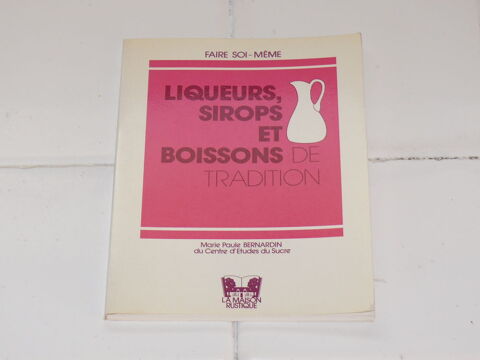 FAIRE SOI-MÊME
LIQUEURS,
SIROPS
ET
BOISSONS DE
TRADITION
Marie Paule BERNARDIN
du Centre d'Etudes du Sucre
LA MAISON
RUSTIQUE